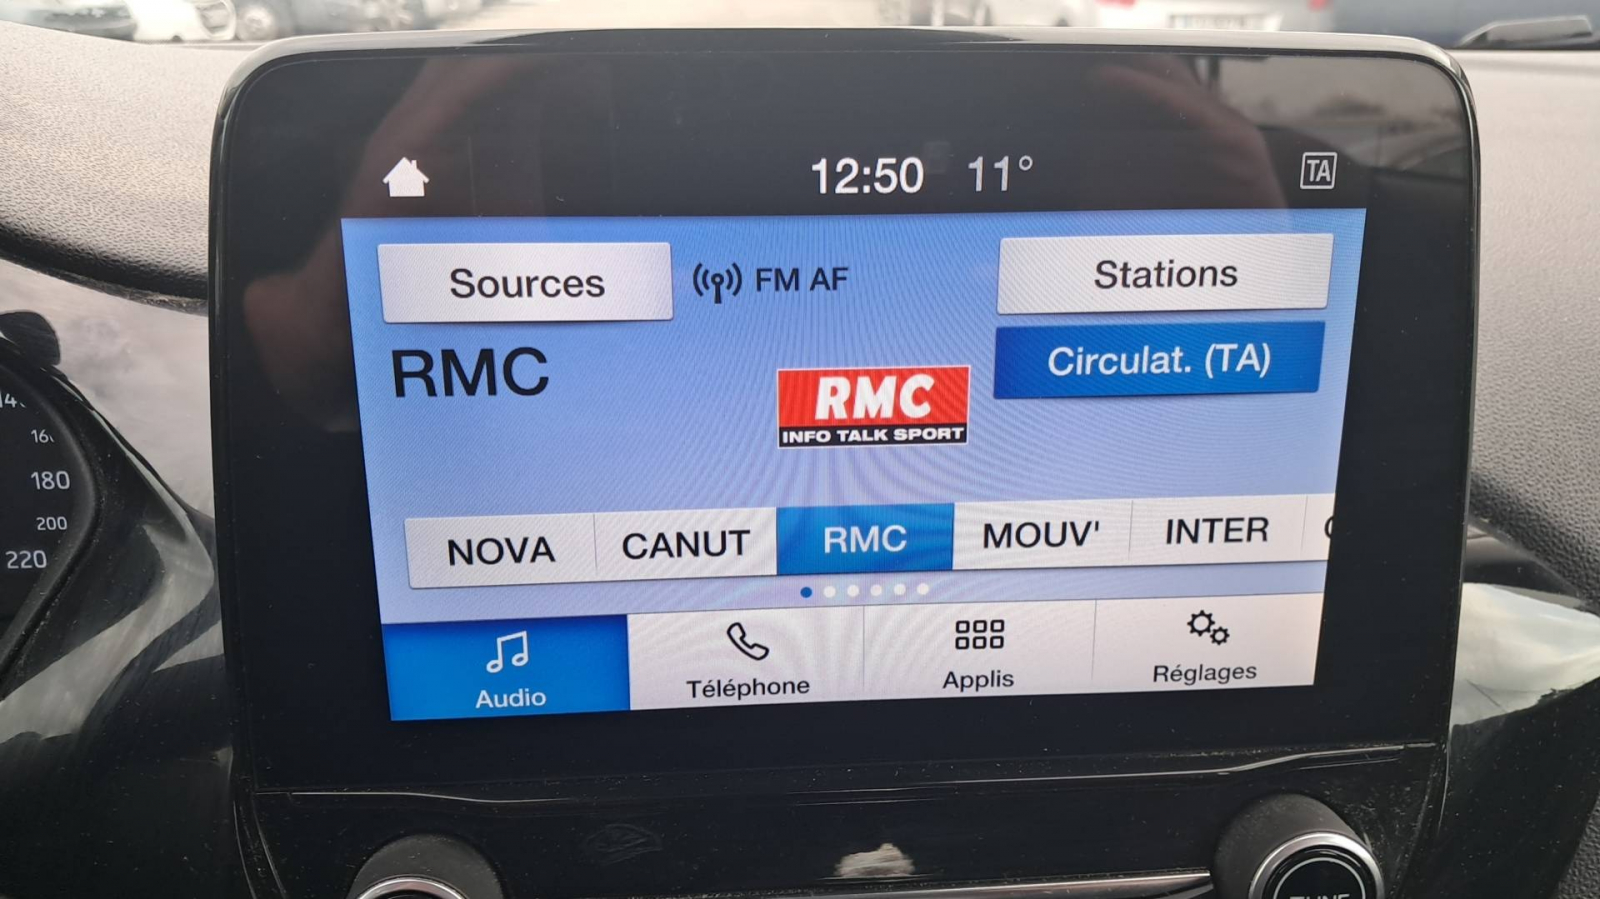 12:50 11° TA
Sources FM AF Stations
RMC
Circulat. (TA)
RMC
INFO TALK SPORT
NOVA CANUT RMC MOUV' INTER
Audio Téléphone Applis Réglages
180
200
220